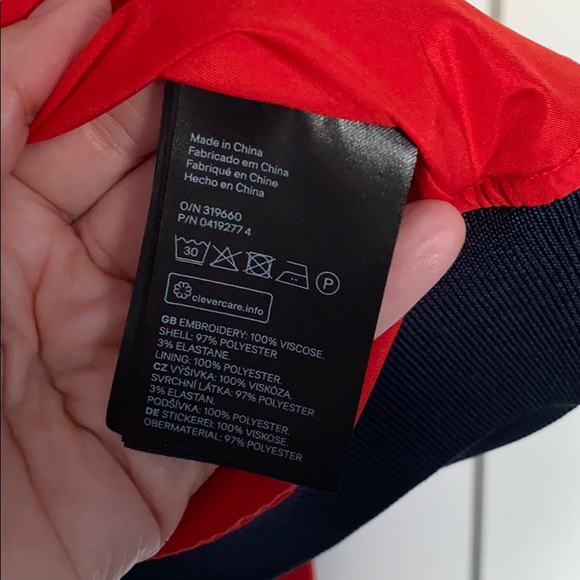 Made in China
Fabricado em China
Fabriqué en Chine
Hecho en China
O/N 319660
P/N 0419277 4
30
P
clevercare.info
GB EMBROIDERY: 100% VISCOSE.
SHELL: 97% POLYESTER
3% ELASTANE.
LINING: 100% POLYESTER.
CZ VÝŠIVKA: 100% VISKÓZA.
SVRCHNÍ LÁTKA: 97% POLYESTER
3% ELASTAN.
PODŠÍVKA: 100% POLYESTER.
DE STICKEREI: 100% VISKOSE.
OBERMATERIAL: 97% POLYESTER